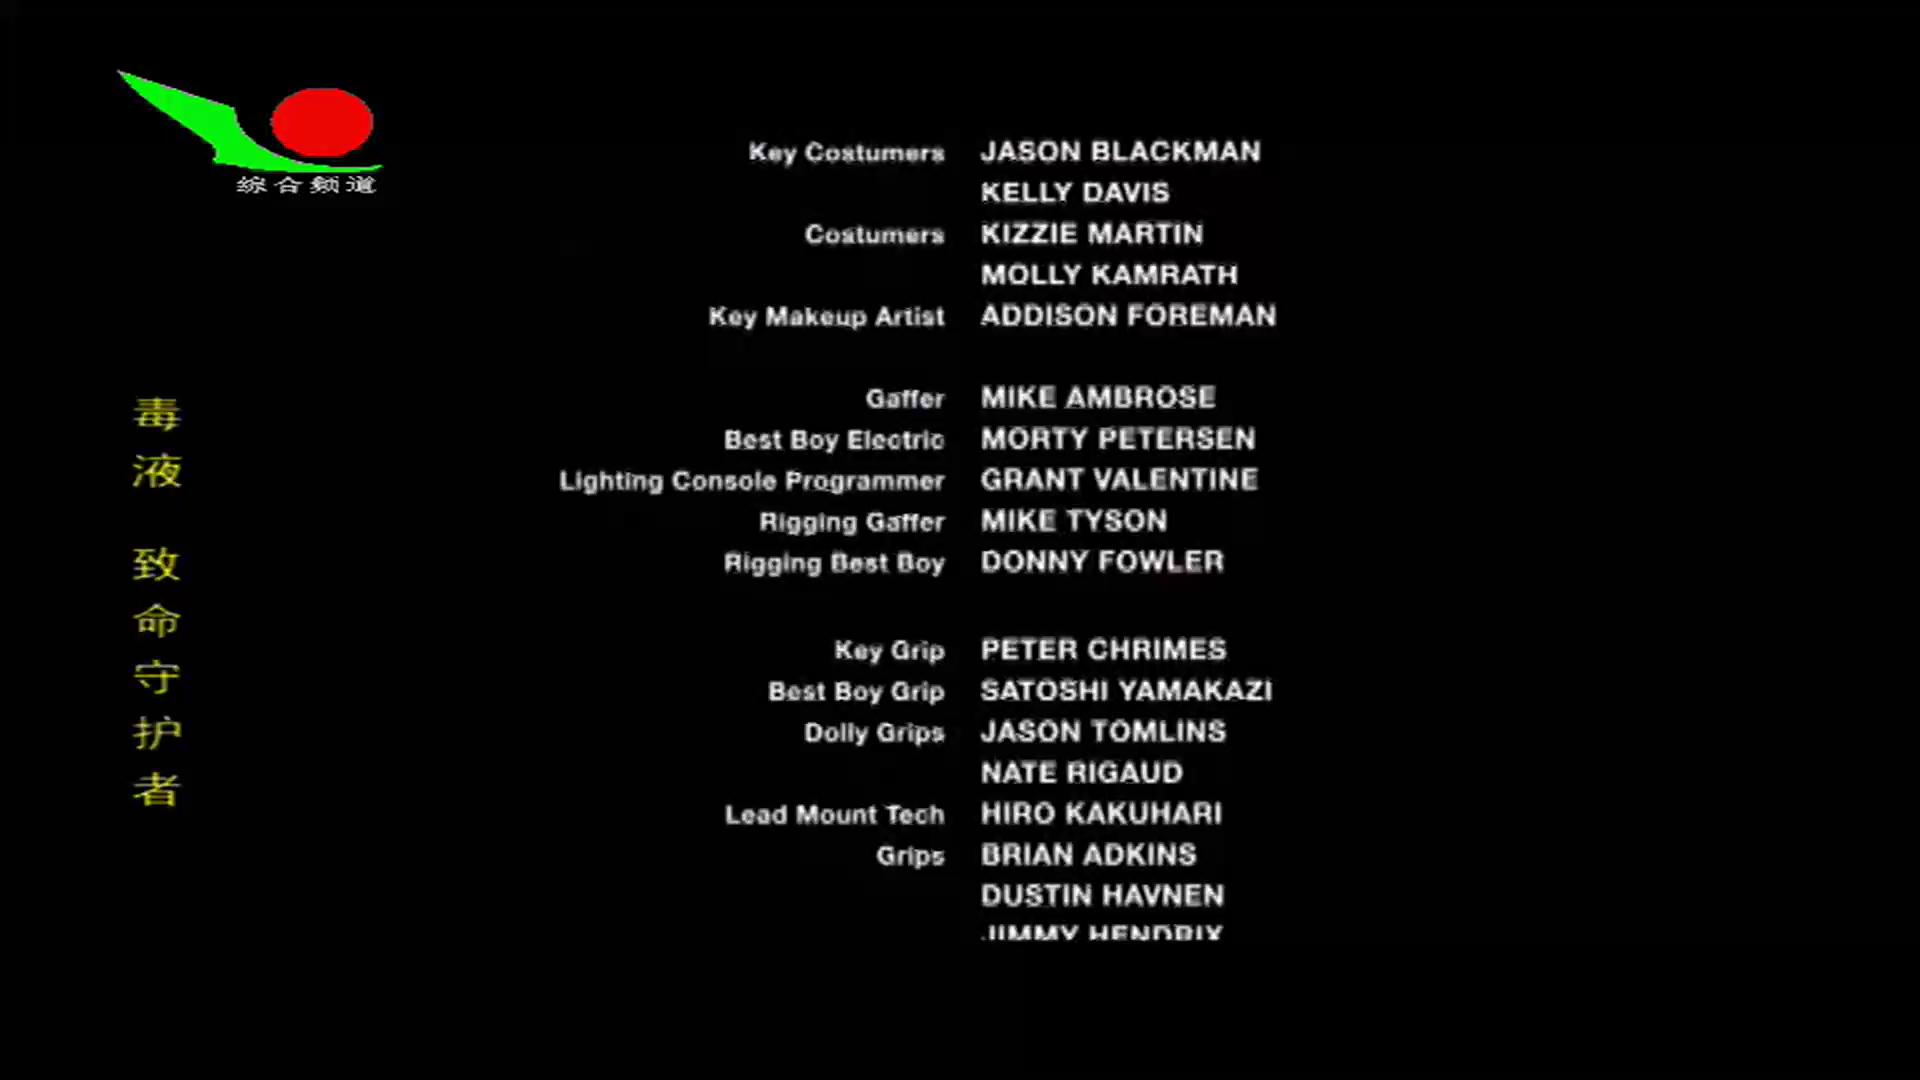 综合频道
毒液 致命守护者
Key Costumers JASON BLACKMAN
KELLY DAVIS
Costumers KIZZIE MARTIN
MOLLY KAMRATH
Key Makeup Artist ADDISON FOREMAN
Gaffer MIKE AMBROSE
Best Boy Electric MORTY PETERSEN
Lighting Console Programmer GRANT VALENTINE
Rigging Gaffer MIKE TYSON
Rigging Best Boy DONNY FOWLER
Key Grip PETER CHRIMES
Best Boy Grip SATOSHI YAMAKAZI
Dolly Grips JASON TOMLINS
NATE RIGAUD
Lead Mount Tech HIRO KAKUHARI
Grips BRIAN ADKINS
DUSTIN HAVNEN
JIMMY HENDRIX